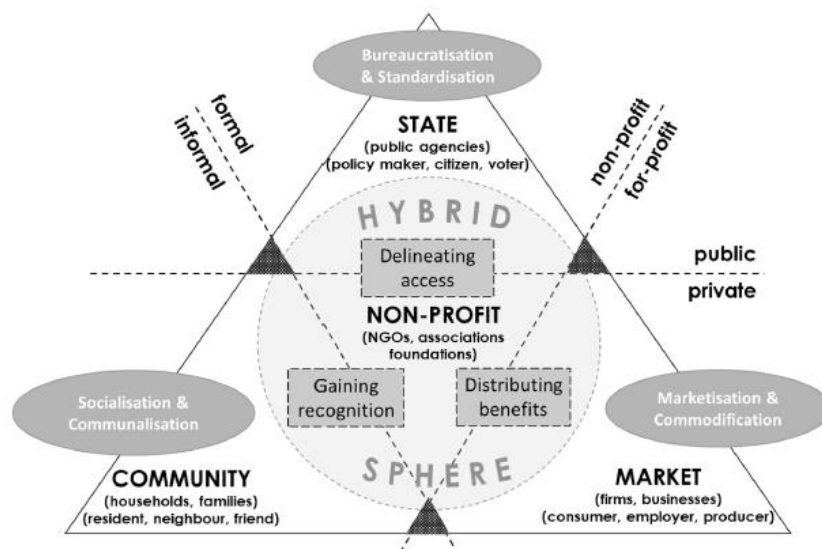 Bureaucratisation
& Standardisation
formal
informal
STATE
(public agencies)
(policy maker, citizen, voter)
non-profit
for-profit
HYBRID
Delineating
access
public
private
NON-PROFIT
(NGOs, associations
foundations)
Gaining
recognition
Distributing
benefits
Socialisation &
Communalisation
Marketisation &
Commodification
SPHERE
COMMUNITY
(households, families)
(resident, neighbour, friend)
MARKET
(firms, businesses)
(consumer, employer, producer)